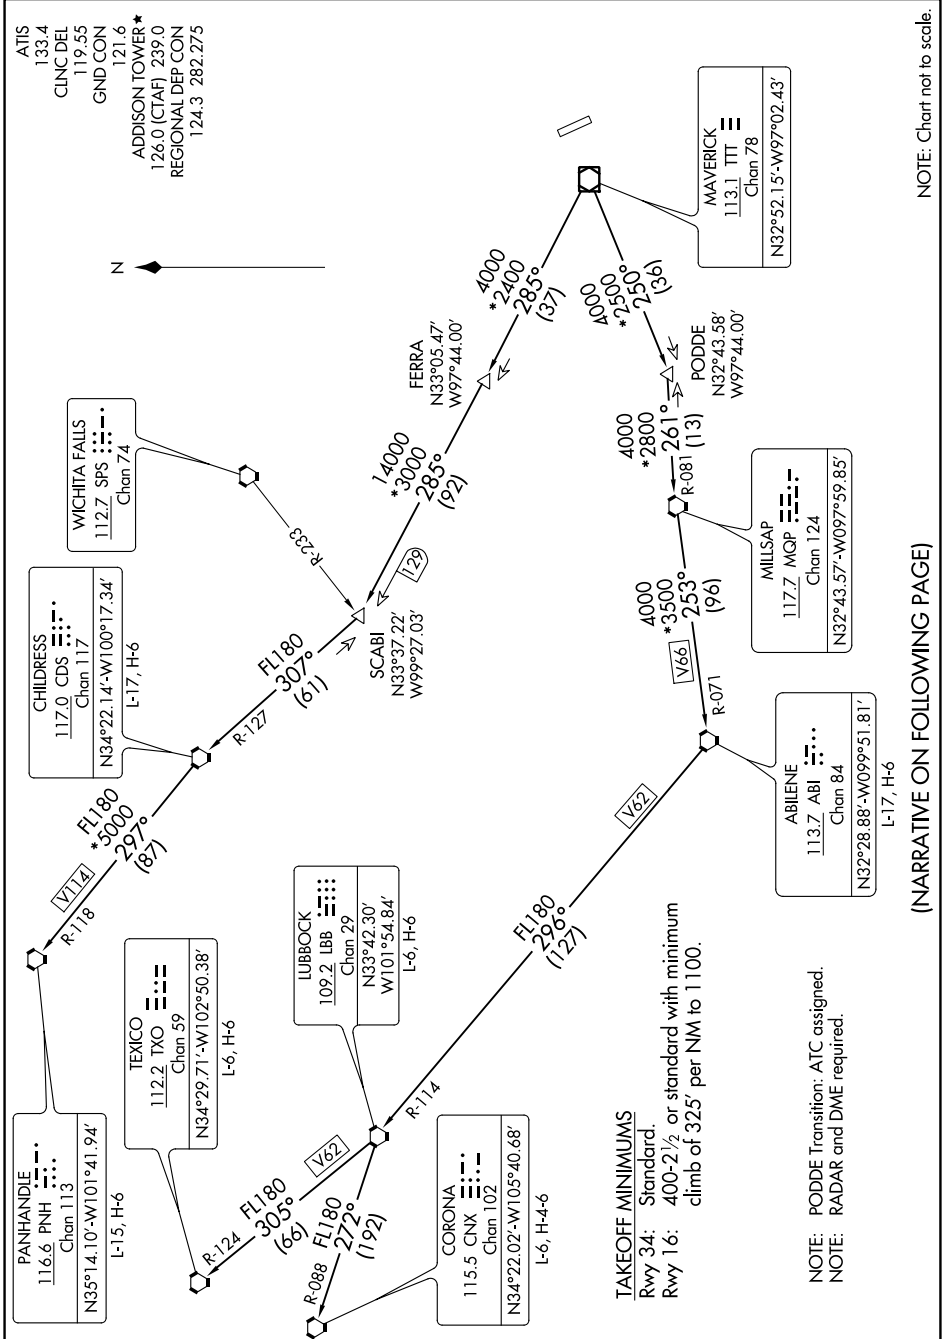 ATIS
133.4
CLNC DEL
119.55
GND CON
121.6
ADDISON TOWER★
126.0 (CTAF) 239.0
REGIONAL DEP CON
124.3 282.275
N
PANHANDLE
116.6 PNH
Chan 113
N35°14.10'-W101°41.94'
L-15, H-6
R-118
V114
FL180
*5000
297°
(87)
CHILDRESS
117.0 CDS
Chan 117
N34°22.14'-W100°17.34'
L-17, H-6
R-127
FL180
307°
(61)
WICHITA FALLS
112.7 SPS
Chan 74
R-233
129
SCABI
N33°37.22'
W99°27.03'
14000
*3000
285°
(92)
FERRA
N33°05.47'
W97°44.00'
4000
*2400
285°
(37)
4000
*2500
250°
(36)
MAVERICK
113.1 TTT
Chan 78
N32°52.15'-W97°02.43'
PODDE
N32°43.58'
W97°44.00'
4000
*2800
261°
(13)
R-081
MILLSAP
117.7 MQP
Chan 124
N32°43.57'-W097°59.85'
4000
*3500
253°
(96)
V66
R-071
ABILENE
113.7 ABI
Chan 84
N32°28.88'-W099°51.81'
L-17, H-6
V62
FL180
296°
(127)
R-114
LUBBOCK
109.2 LBB
Chan 29
N33°42.30'
W101°54.84'
L-6, H-6
TEXICO
112.2 TXO
Chan 59
N34°29.71'-W102°50.38'
L-6, H-6
V62
FL180
305°
(66)
R-124
FL180
272°
(192)
R-088
CORONA
115.5 CNX
Chan 102
N34°22.02'-W105°40.68'
L-6, H-4-6
TAKEOFF MINIMUMS
Rwy 34: Standard.
Rwy 16: 400-2½ or standard with minimum
climb of 325' per NM to 1100.
NOTE: PODDE Transition: ATC assigned.
NOTE: RADAR and DME required.
NOTE: Chart not to scale.
(NARRATIVE ON FOLLOWING PAGE)